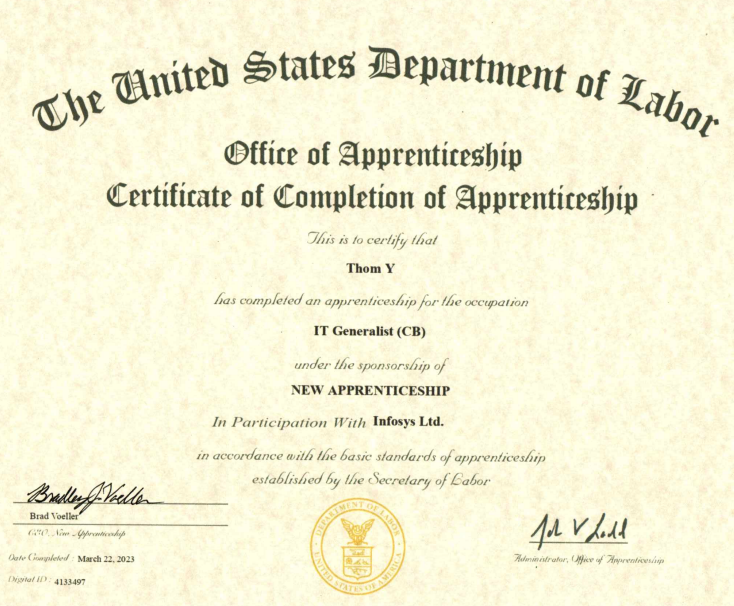 The United States Department of Labor
Office of Apprenticeship
Certificate of Completion of Apprenticeship
This is to certify that
Thom Y
has completed an apprenticeship for the occupation
IT Generalist (CB)
under the sponsorship of
NEW APPRENTICESHIP
In Participation With Infosys Ltd.
in accordance with the basic standards of apprenticeship
established by the Secretary of Labor
Bradley J. Voeller
Brad Voeller
CEO, New Apprenticeship
Date Completed : March 22, 2023
Digital ID : 4133497
DEPARTMENT OF LABOR
UNITED STATES OF AMERICA
John V Ladd
Administrator, Office of Apprenticeship